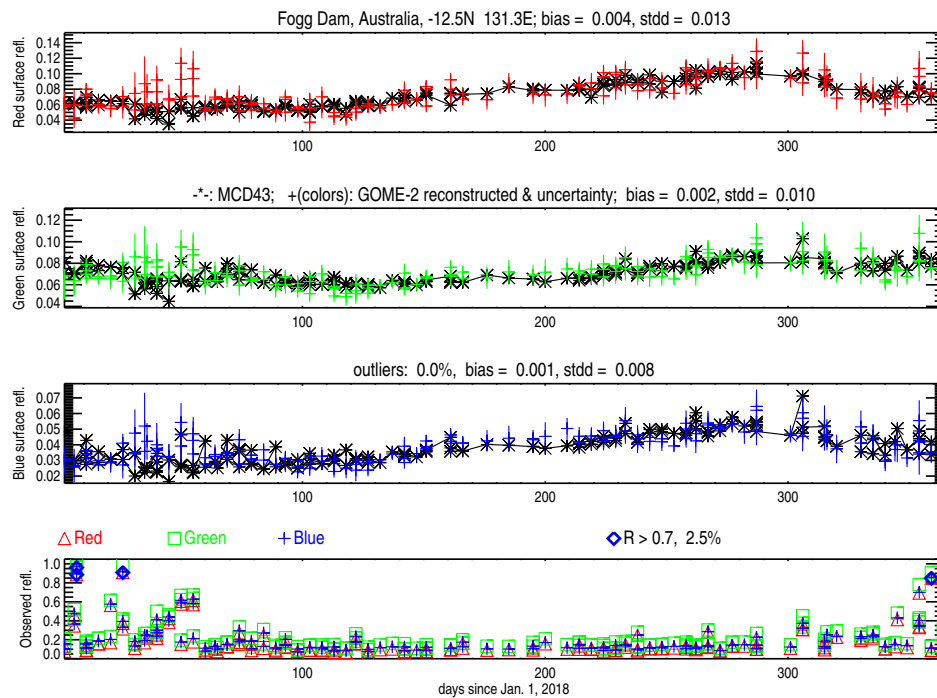 Fogg Dam, Australia, -12.5N 131.3E; bias = 0.004, stdd = 0.013
Red surface refl.
0.14
0.12
0.10
0.08
0.06
0.04
100 200 300
-*-: MCD43; +(colors): GOME-2 reconstructed & uncertainty; bias = 0.002, stdd = 0.010
Green surface refl.
0.12
0.10
0.08
0.06
0.04
100 200 300
outliers: 0.0%, bias = 0.001, stdd = 0.008
Blue surface refl.
0.07
0.06
0.05
0.04
0.03
0.02
100 200 300
Red Green Blue R > 0.7, 2.5%
Observed refl.
1.0
0.8
0.6
0.4
0.2
0.0
100 200 300
days since Jan. 1, 2018